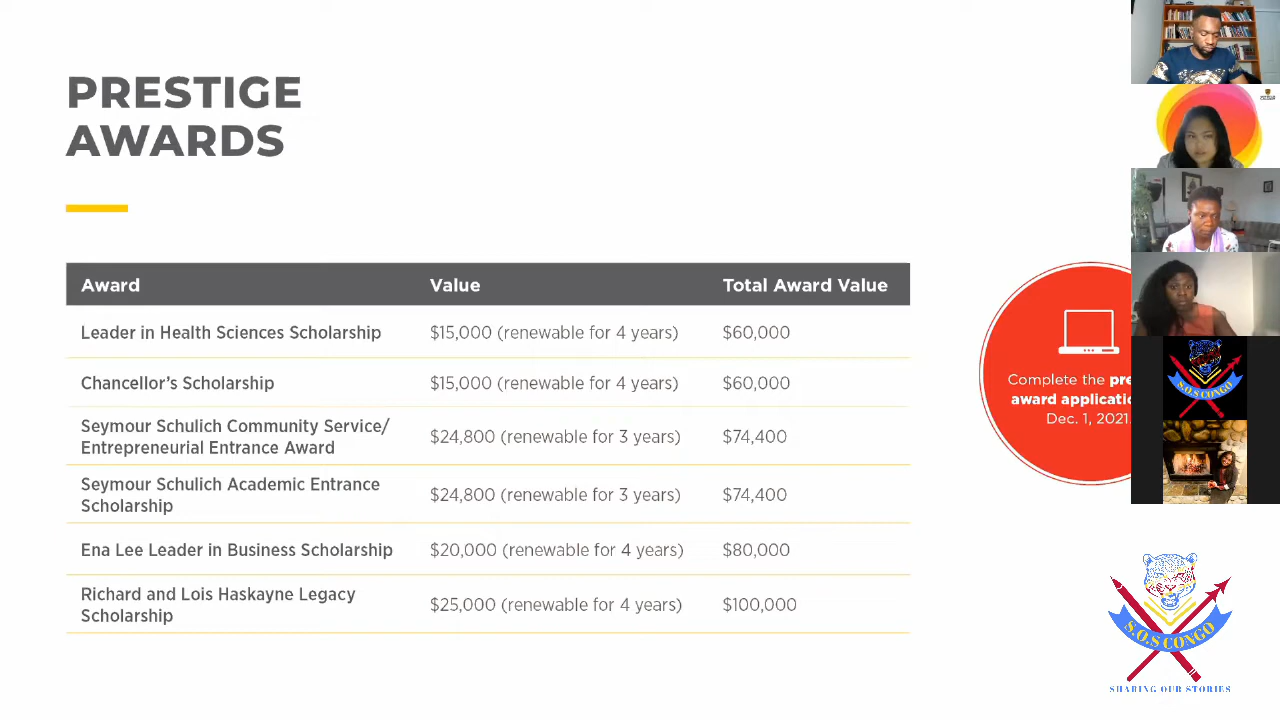 PRESTIGE
AWARDS
Award Value Total Award Value
Leader in Health Sciences Scholarship $15,000 (renewable for 4 years) $60,000
Chancellor's Scholarship $15,000 (renewable for 4 years) $60,000
Seymour Schulich Community Service/
Entrepreneurial Entrance Award $24,800 (renewable for 3 years) $74,400
Seymour Schulich Academic Entrance
Scholarship $24,800 (renewable for 3 years) $74,400
Ena Lee Leader in Business Scholarship $20,000 (renewable for 4 years) $80,000
Richard and Lois Haskayne Legacy
Scholarship $25,000 (renewable for 4 years) $100,000
Complete the pre
award applicatio
Dec. 1, 2021
S.O.S CONGO
S.O.S CONGO
SHARING OUR STORIES